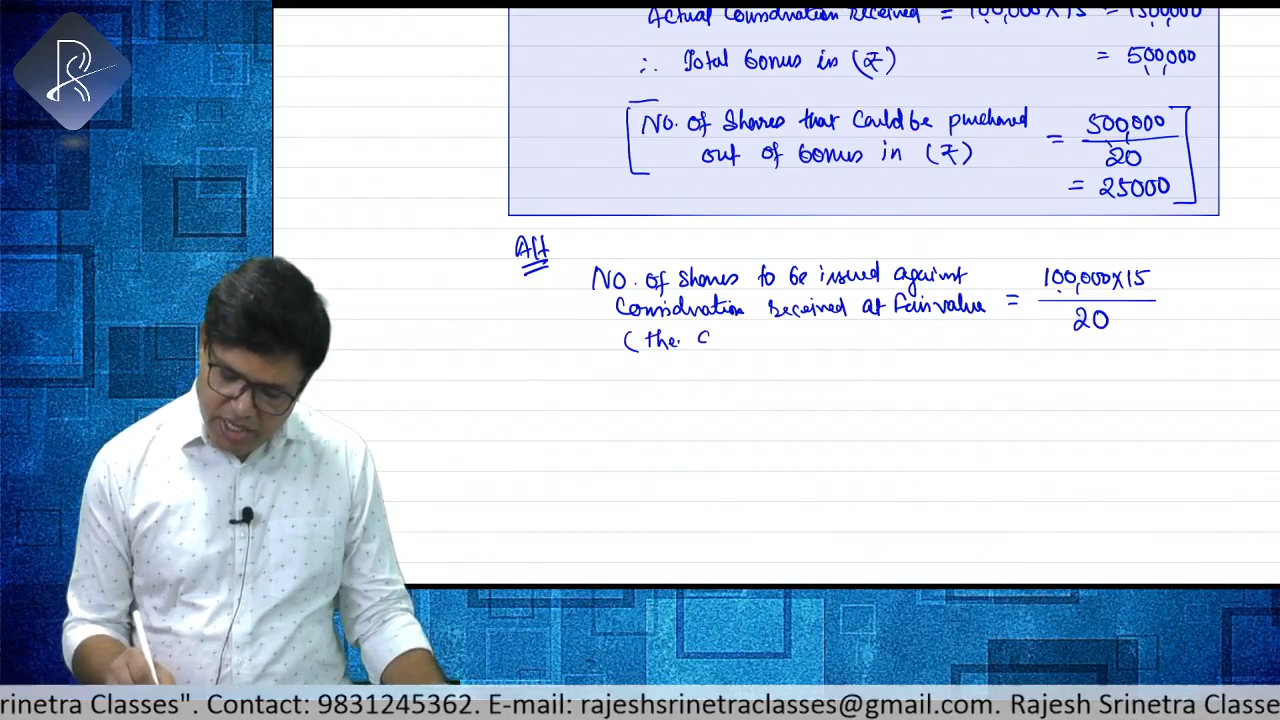 Actual Consideration received = 100,000 X 15 = 1500000
∴ Total bonus in (₹) = 500000
No. of Shares that Could be purchased = 500,000
out of bonus in (₹) 20
= 25000
Alt
No. of shares to be issued against 100,000 X 15
Consideration received at Fair value = 20
(the. C
rinetra Classes". Contact: 9831245362. E-mail: rajeshsrinetraclasses@gmail.com. Rajesh Srinetra Classe